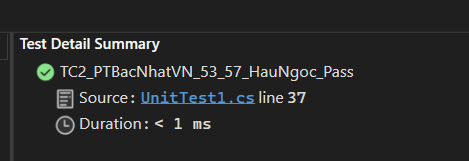 Test Detail Summary
TC2_PTBacNhatVN_53_57_HauNgoc_Pass
Source: UnitTest1.cs line 37
Duration: < 1 ms